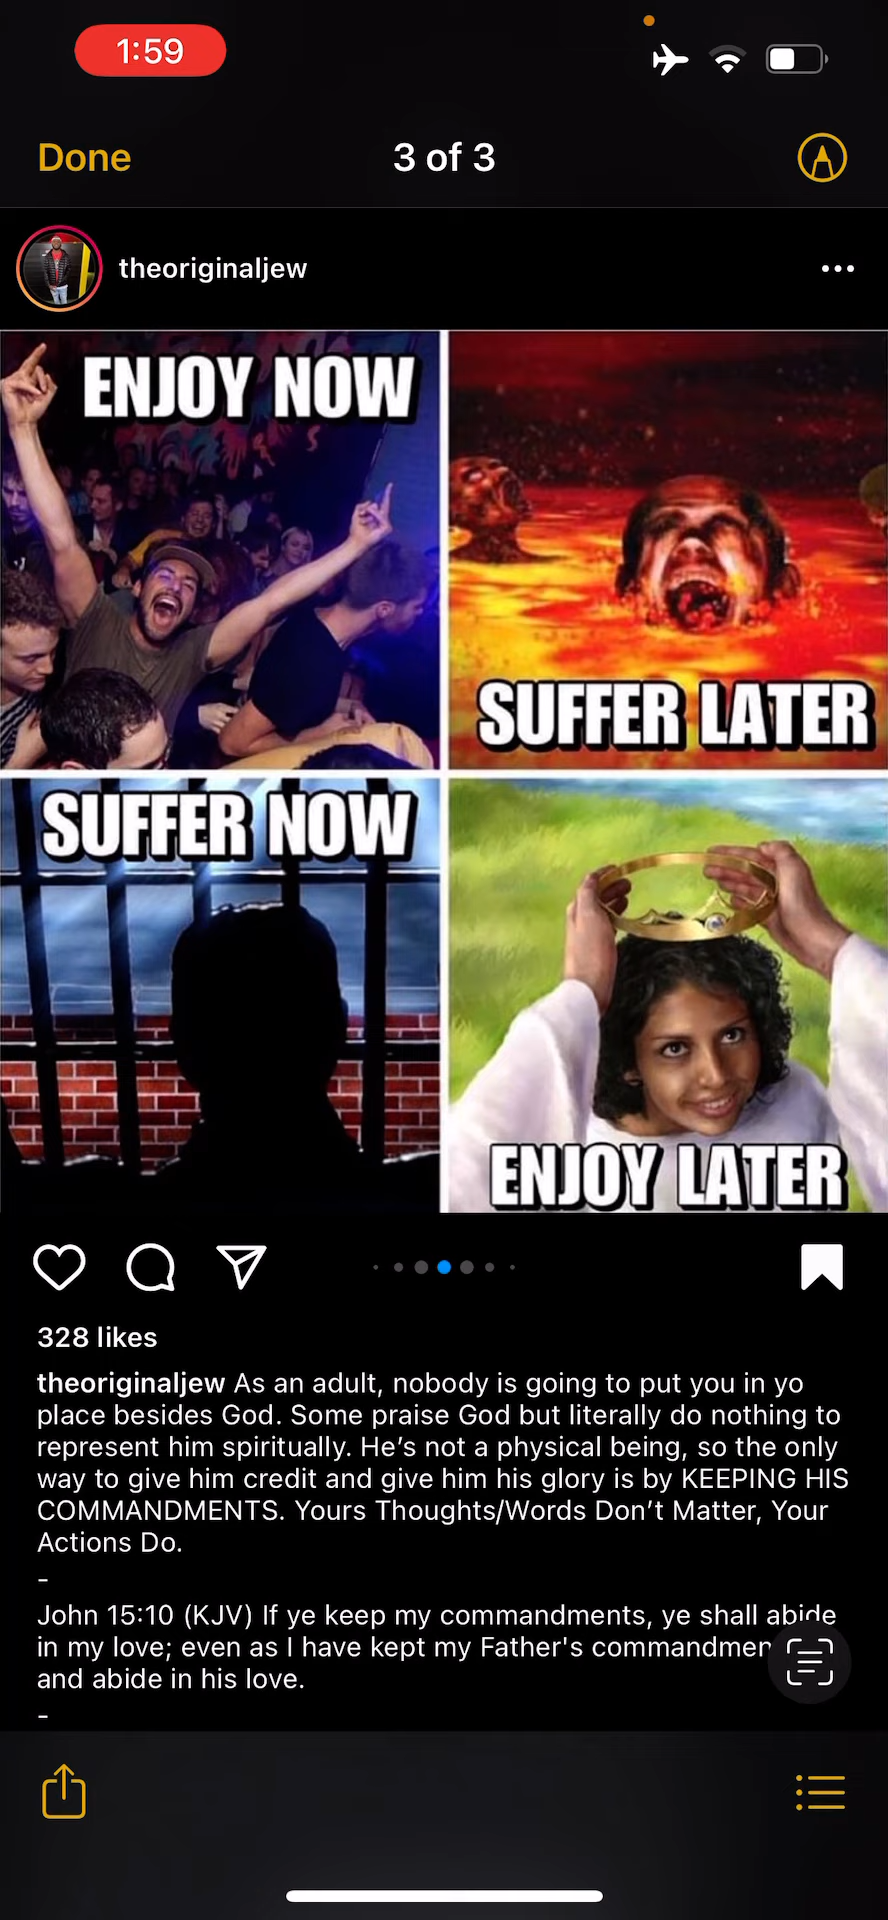 1:59
Done
3 of 3
theoriginaljew
ENJOY NOW
SUFFER LATER
SUFFER NOW
ENJOY LATER
328 likes
theoriginaljew As an adult, nobody is going to put you in yo
place besides God. Some praise God but literally do nothing to
represent him spiritually. He's not a physical being, so the only
way to give him credit and give him his glory is by KEEPING HIS
COMMANDMENTS. Yours Thoughts/Words Don't Matter, Your
Actions Do.
-
John 15:10 (KJV) If ye keep my commandments, ye shall abide
in my love; even as I have kept my Father's commandmen
and abide in his love.
-